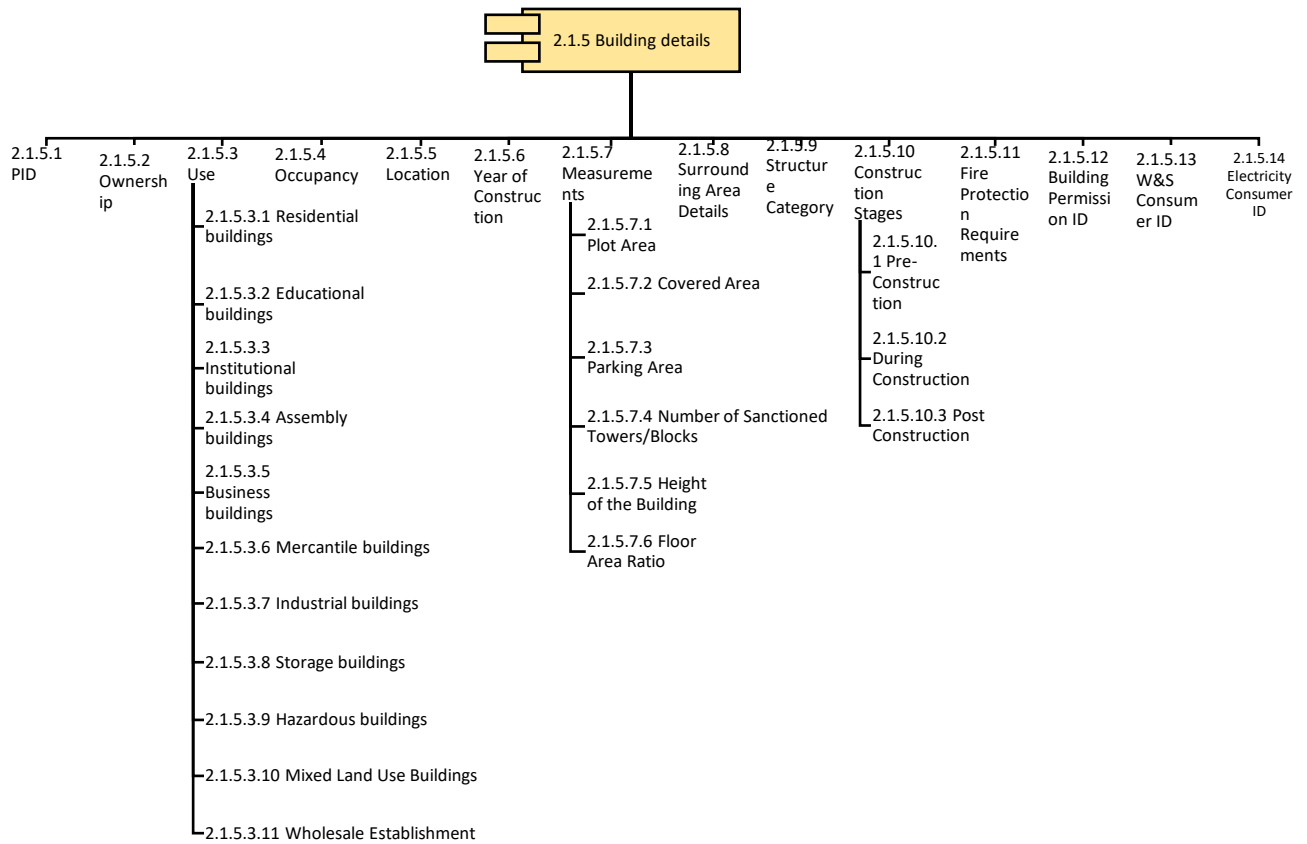 2.1.5 Building details
2.1.5.1
PID
2.1.5.2
Ownersh
ip
2.1.5.3
Use
2.1.5.3.1 Residential
buildings
2.1.5.3.2 Educational
buildings
2.1.5.3.3
Institutional
buildings
2.1.5.3.4 Assembly
buildings
2.1.5.3.5
Business
buildings
2.1.5.3.6 Mercantile buildings
2.1.5.3.7 Industrial buildings
2.1.5.3.8 Storage buildings
2.1.5.3.9 Hazardous buildings
2.1.5.3.10 Mixed Land Use Buildings
2.1.5.3.11 Wholesale Establishment
2.1.5.4
Occupancy
2.1.5.5
Location
2.1.5.6
Year of
Construc
tion
2.1.5.7
Measureme
nts
2.1.5.7.1
Plot Area
2.1.5.7.2 Covered Area
2.1.5.7.3
Parking Area
2.1.5.7.4 Number of Sanctioned
Towers/Blocks
2.1.5.7.5 Height
of the Building
2.1.5.7.6 Floor
Area Ratio
2.1.5.8
Surround
ing Area
Details
2.1.5.9
Structur
e
Category
2.1.5.10
Construc
tion
Stages
2.1.5.10.
1 Pre-
Construc
tion
2.1.5.10.2
During
Construction
2.1.5.10.3 Post
Construction
2.1.5.11
Fire
Protectio
n
Require
ments
2.1.5.12
Building
Permissi
on ID
2.1.5.13
W&S
Consum
er ID
2.1.5.14
Electricity
Consumer
ID